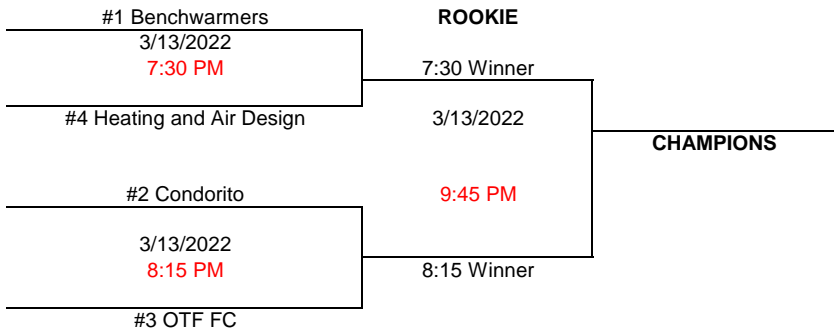 #1 Benchwarmers
ROOKIE
3/13/2022
7:30 PM
7:30 Winner
#4 Heating and Air Design
3/13/2022
CHAMPIONS
#2 Condorito
9:45 PM
3/13/2022
8:15 PM
8:15 Winner
#3 OTF FC